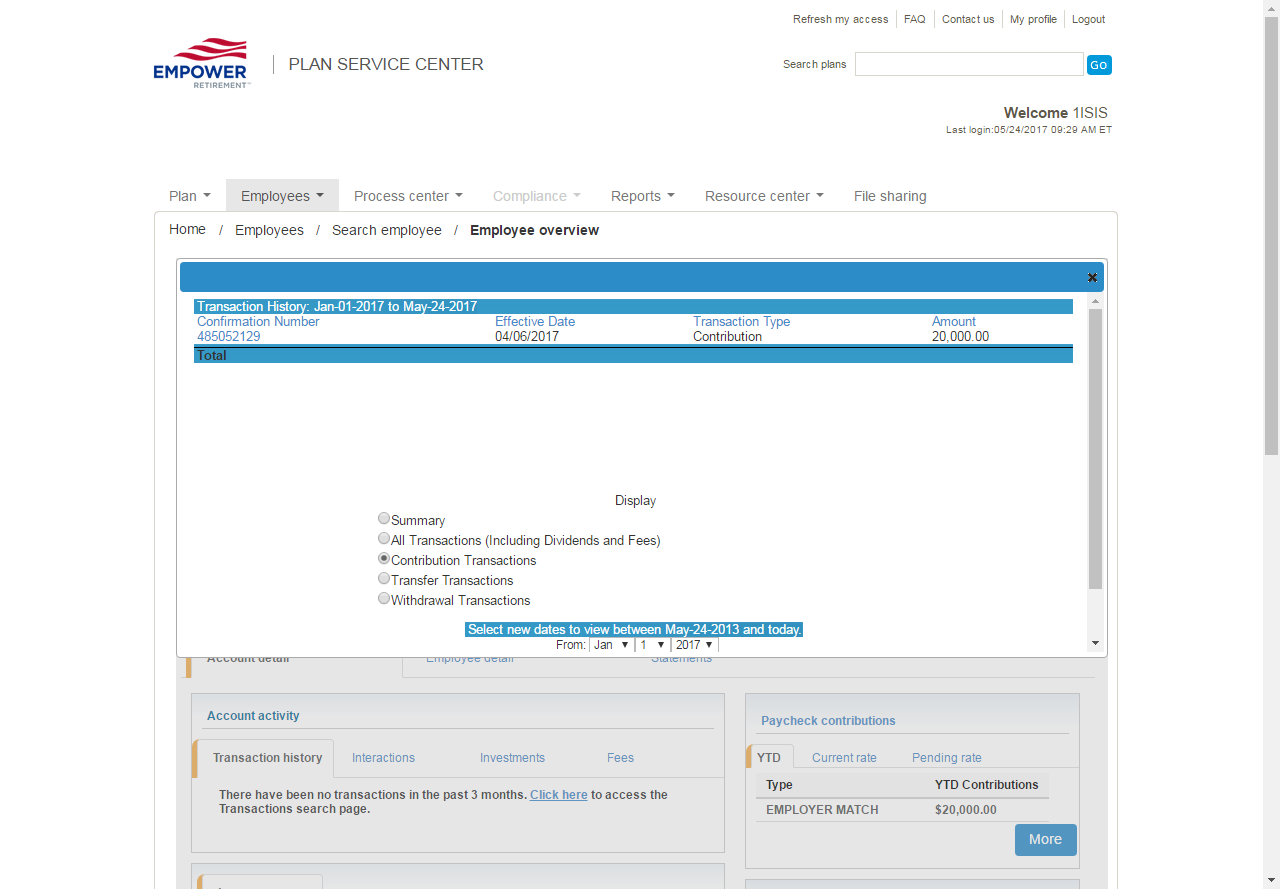 Refresh my access FAQ Contact us My profile Logout
EMPOWER
RETIREMENT™
PLAN SERVICE CENTER
Search plans Go
Welcome 1ISIS
Last login:05/24/2017 09:29 AM ET
Plan Employees Process center Compliance Reports Resource center File sharing
Home / Employees / Search employee / Employee overview
Transaction History: Jan-01-2017 to May-24-2017
Confirmation Number Effective Date Transaction Type Amount
485052129 04/06/2017 Contribution 20,000.00
Total
Display
Summary
All Transactions (Including Dividends and Fees)
Contribution Transactions
Transfer Transactions
Withdrawal Transactions
Select new dates to view between May-24-2013 and today.
From: Jan 1 2017
Account detail Employee detail Statements
Account activity
Transaction history Interactions Investments Fees
There have been no transactions in the past 3 months. Click here to access the
Transactions search page.
Paycheck contributions
YTD Current rate Pending rate
Type YTD Contributions
EMPLOYER MATCH $20,000.00
More